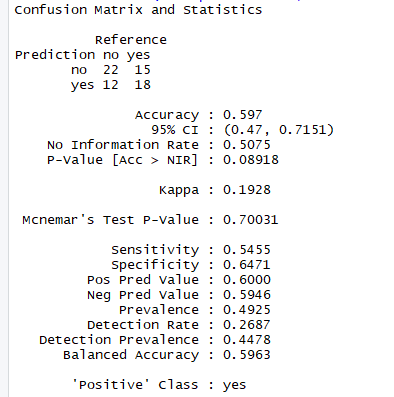 Confusion Matrix and Statistics
Reference
Prediction no yes
no 22 15
yes 12 18
Accuracy : 0.597
95% CI : (0.47, 0.7151)
No Information Rate : 0.5075
P-Value [Acc > NIR] : 0.08918
Kappa : 0.1928
Mcnemar's Test P-Value : 0.70031
Sensitivity : 0.5455
Specificity : 0.6471
Pos Pred Value : 0.6000
Neg Pred Value : 0.5946
Prevalence : 0.4925
Detection Rate : 0.2687
Detection Prevalence : 0.4478
Balanced Accuracy : 0.5963
'Positive' Class : yes